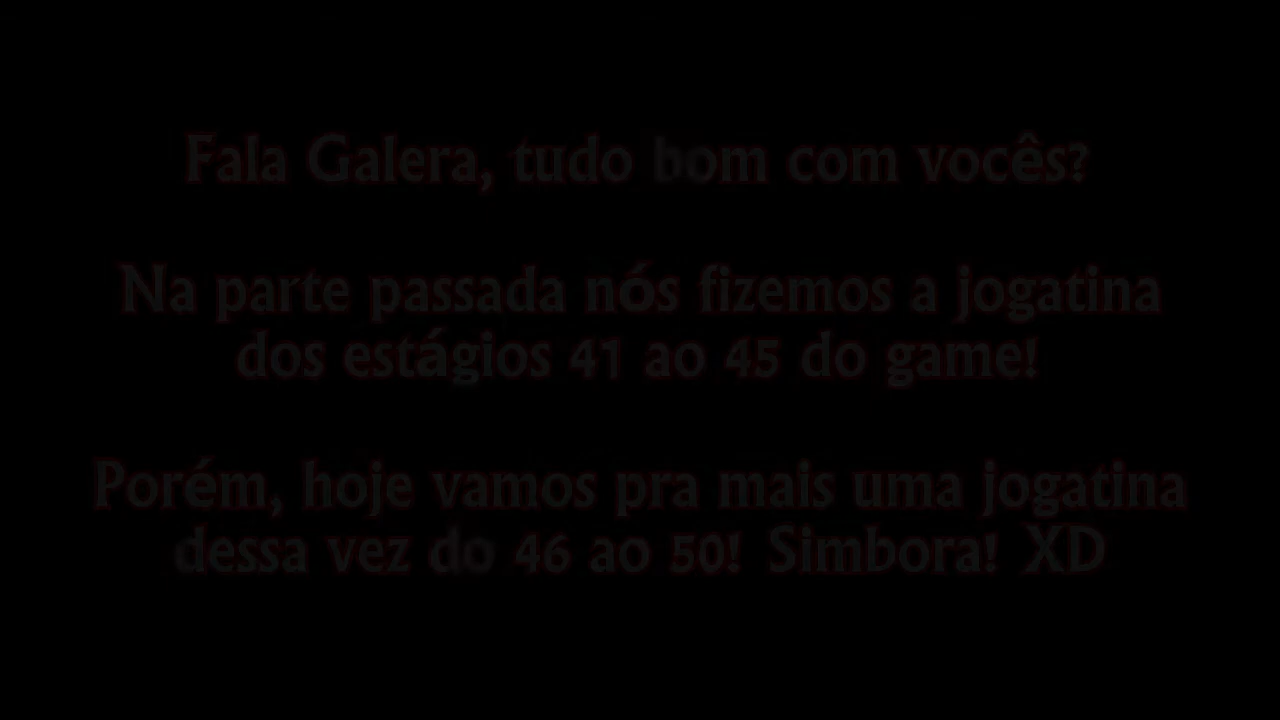 Fala Galera, tudo bom com vocês?
Na parte passada nós fizemos a jogatina
dos estágios 41 ao 45 do game!
Porém, hoje vamos pra mais uma jogatina
dessa vez do 46 ao 50! Simbora! XD